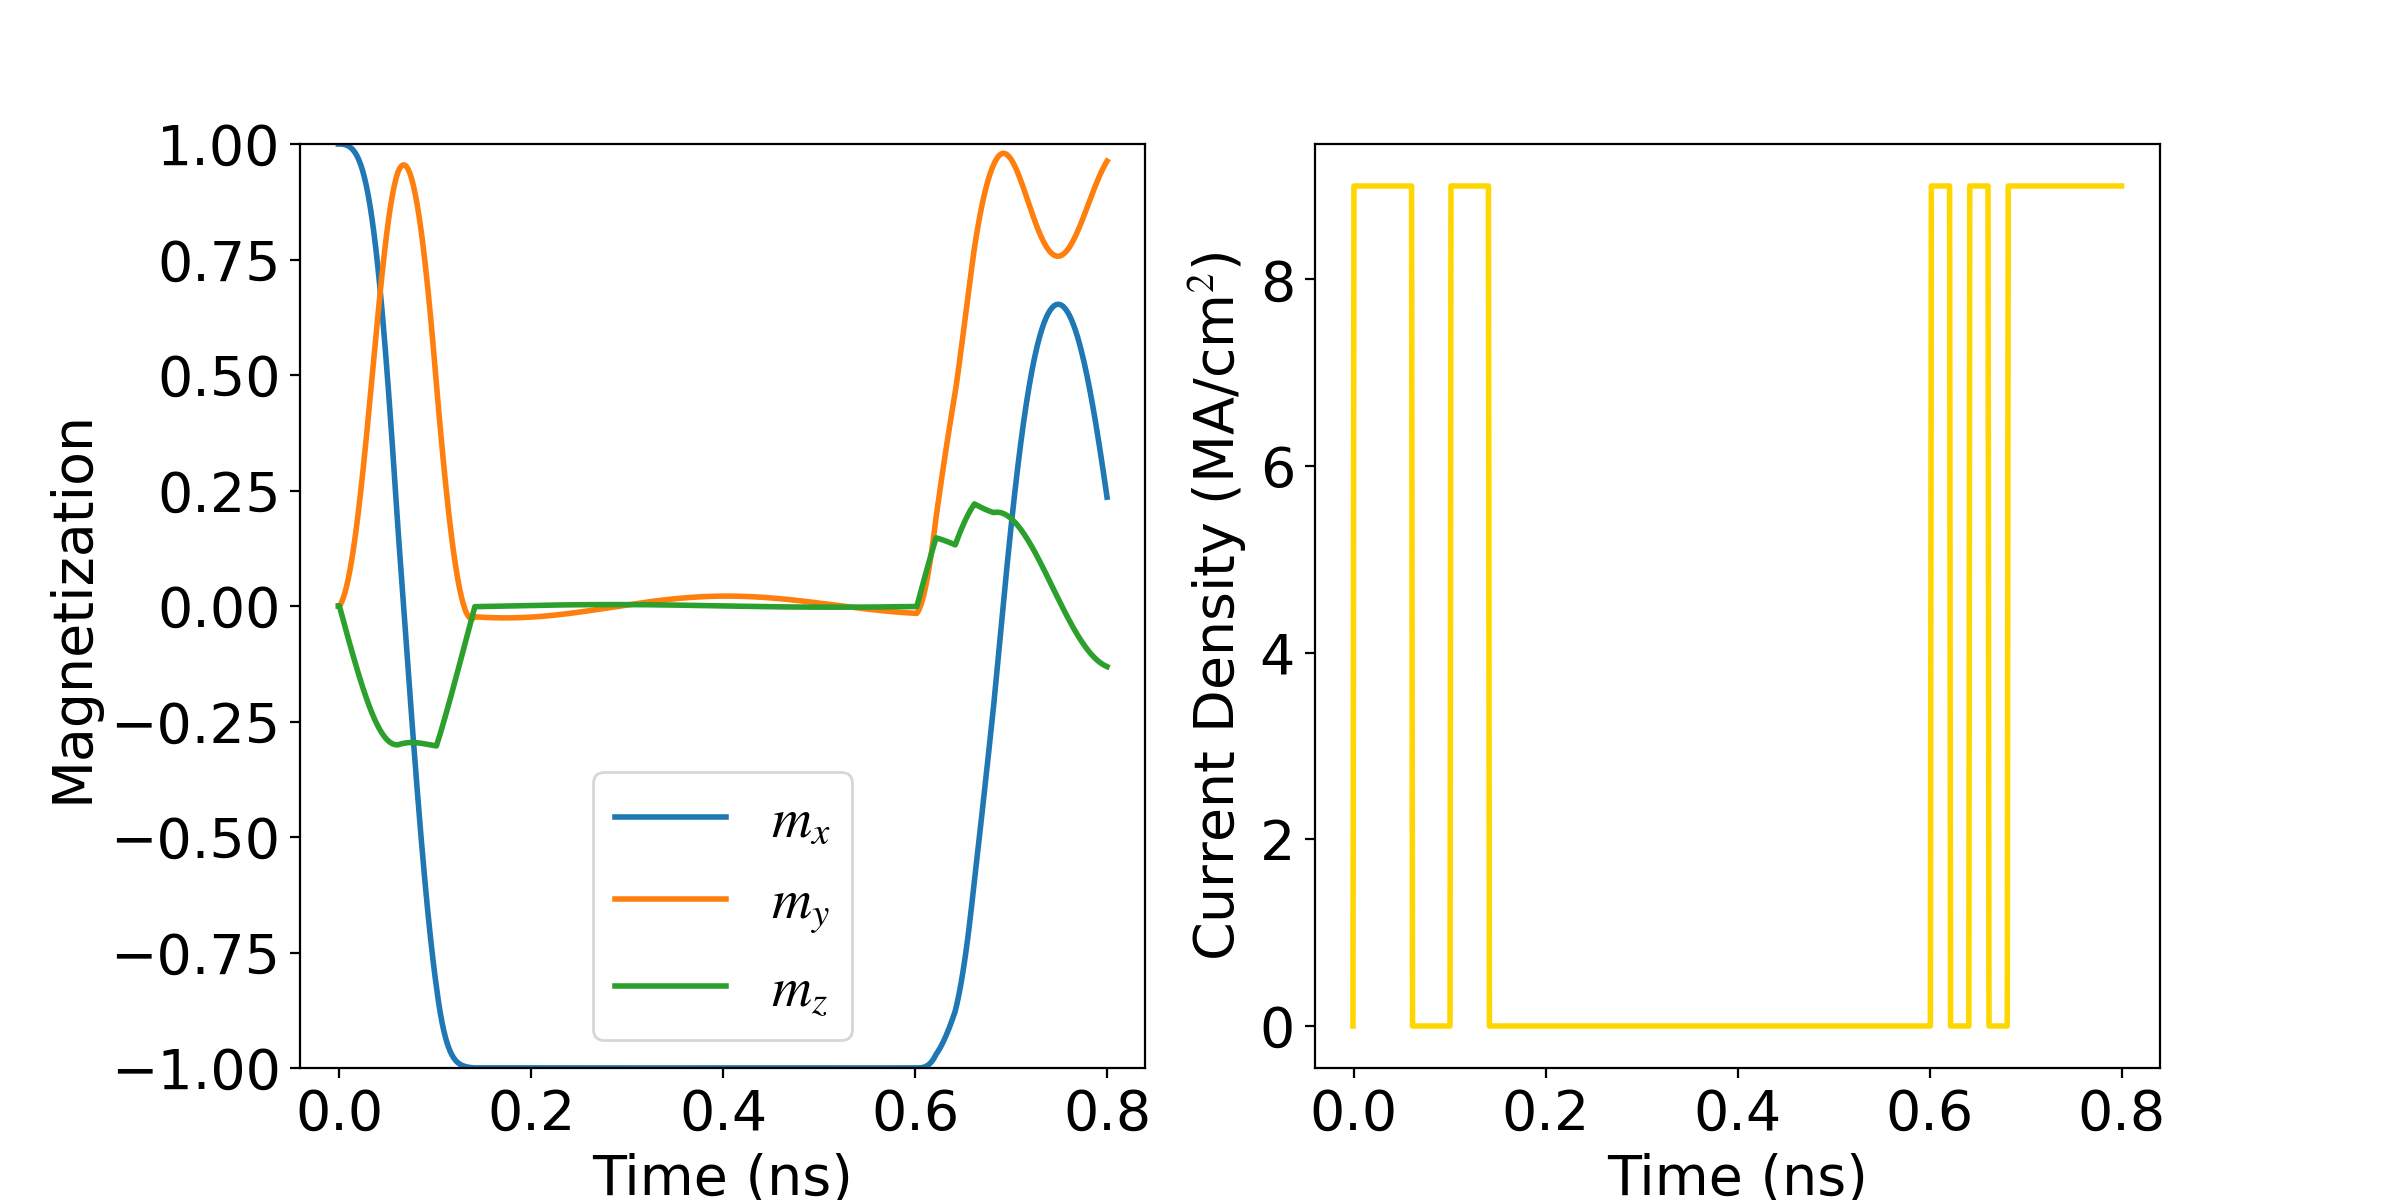 1.00
0.75
0.50
0.25
0.00
−0.25
−0.50
−0.75
−1.00
Magnetization
0.0 0.2 0.4 0.6 0.8
Time (ns)
m_x
m_y
m_z
8
6
4
2
0
Current Density (MA/cm²)
0.0 0.2 0.4 0.6 0.8
Time (ns)